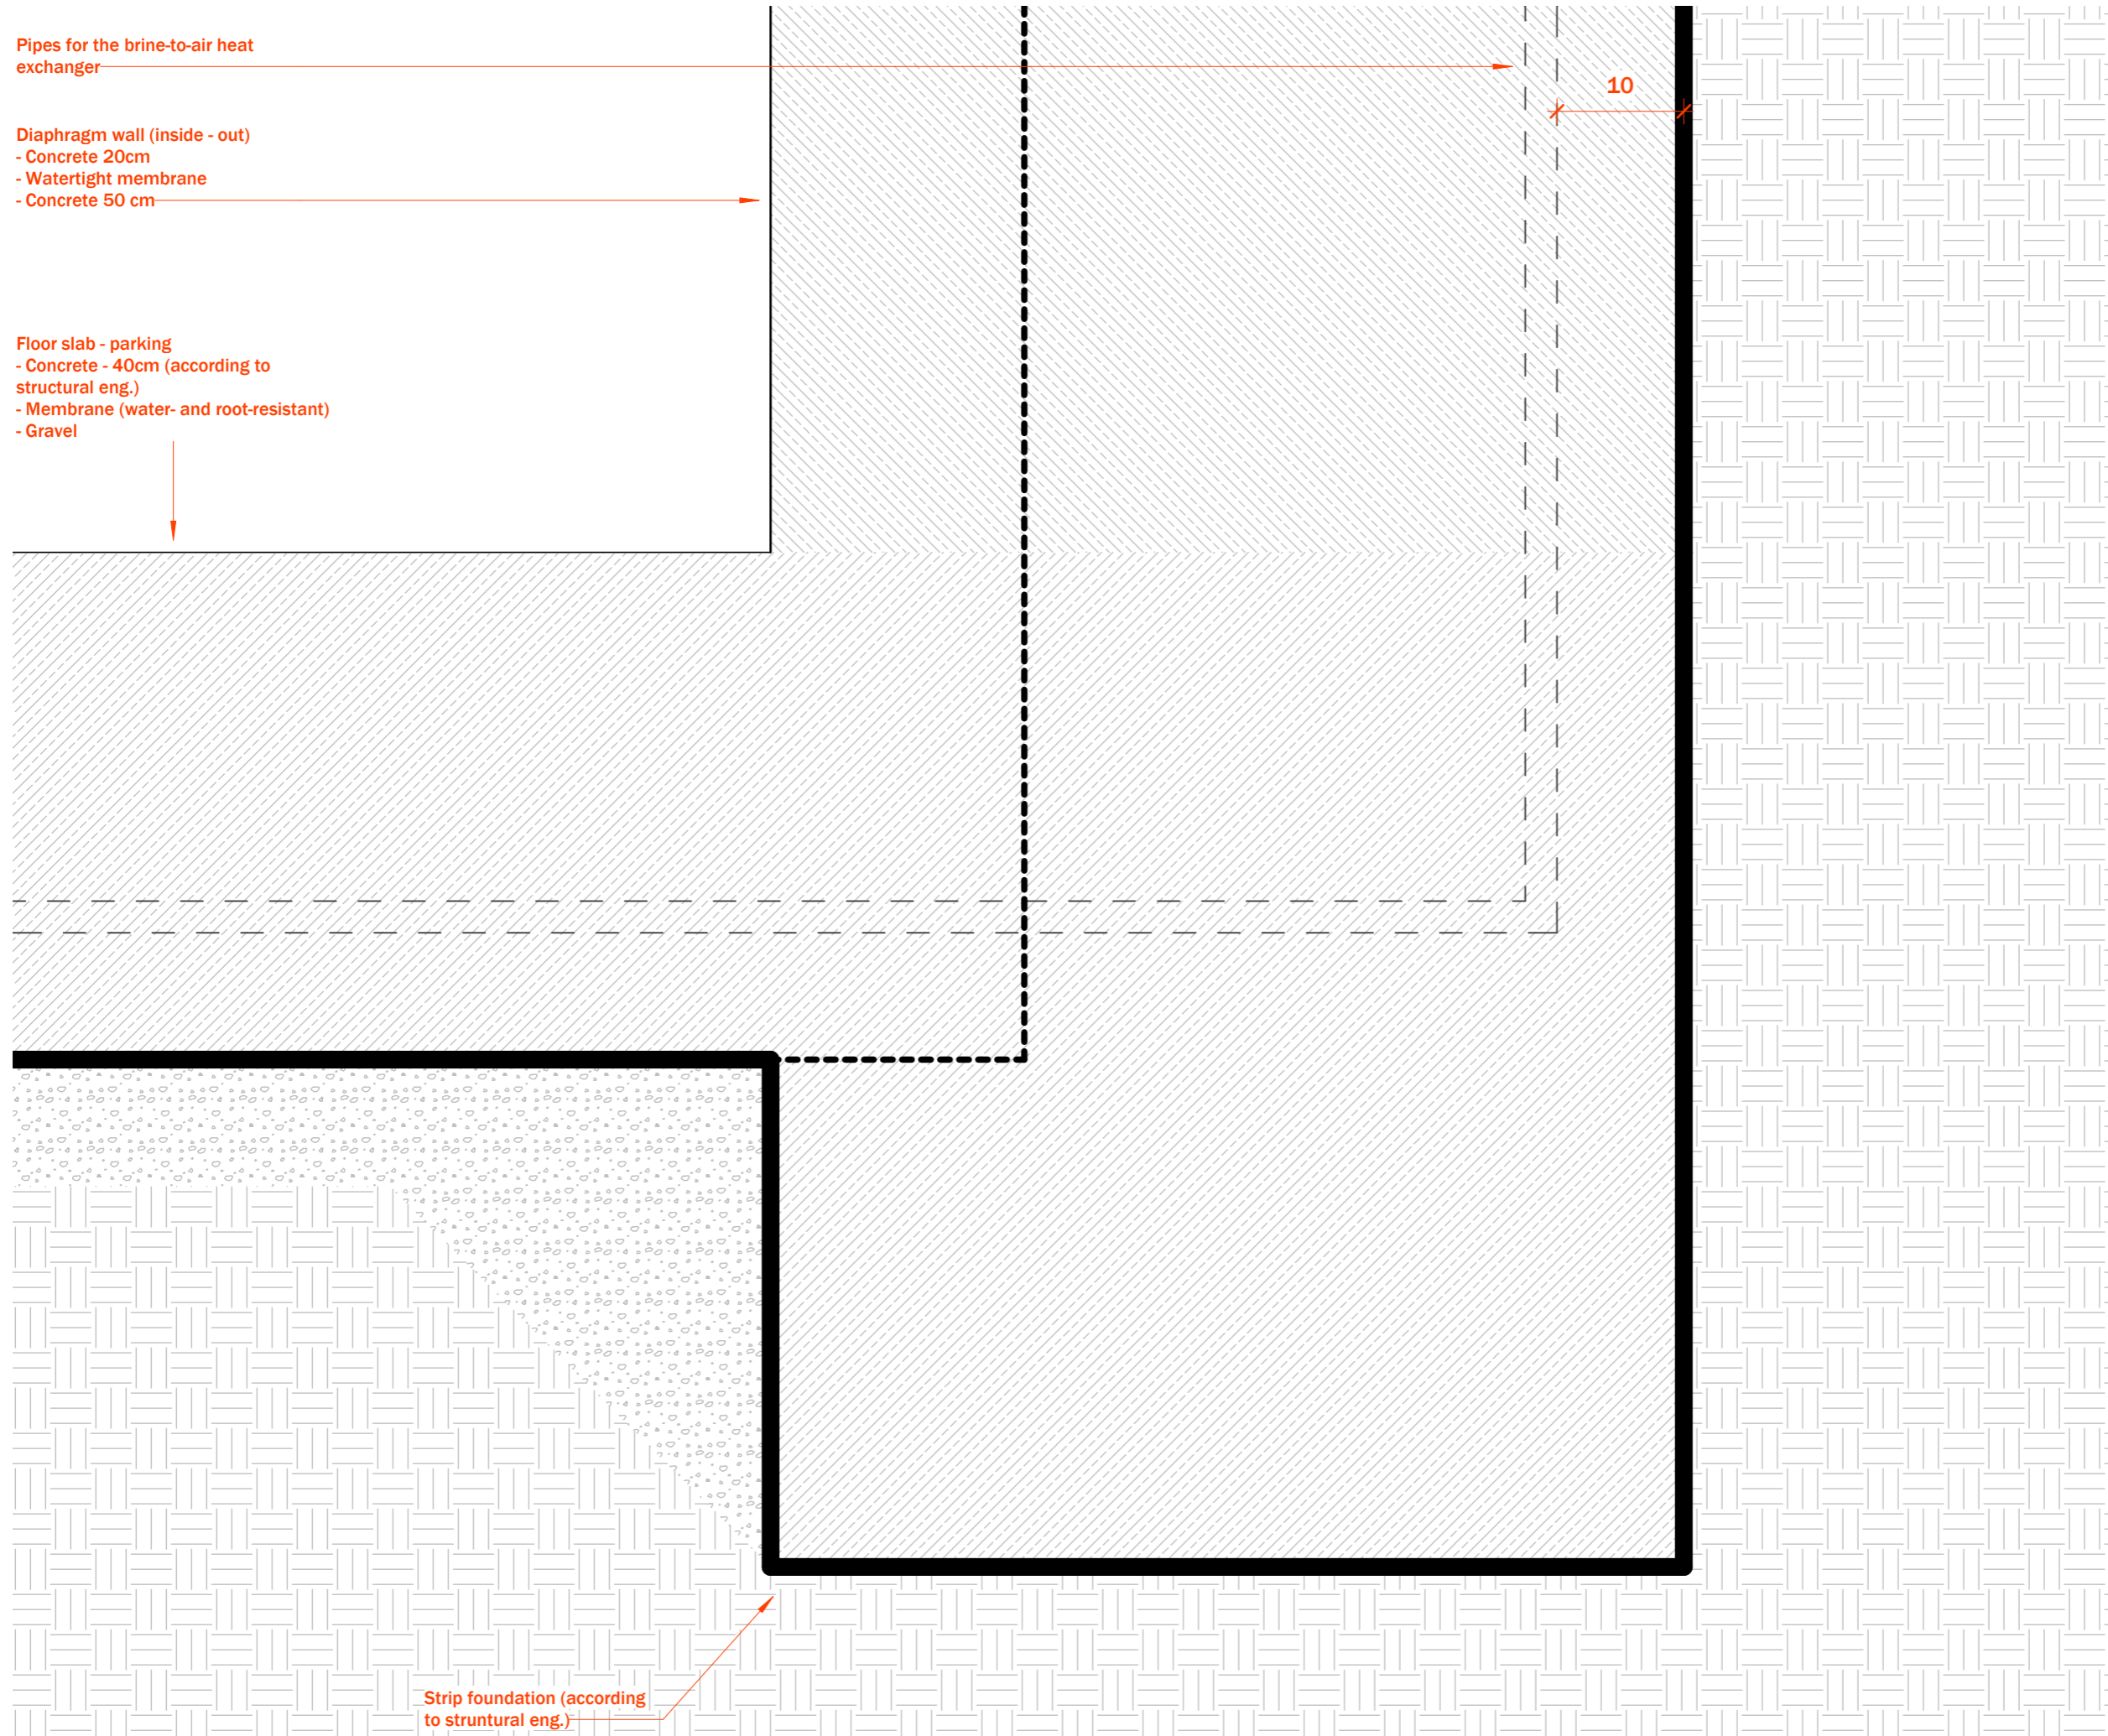 Pipes for the brine-to-air heat
exchanger
10
Diaphragm wall (inside - out)
- Concrete 20cm
- Watertight membrane
- Concrete 50 cm
Floor slab - parking
- Concrete - 40cm (according to
structural eng.)
- Membrane (water- and root-resistant)
- Gravel
Strip foundation (according
to struntural eng.)